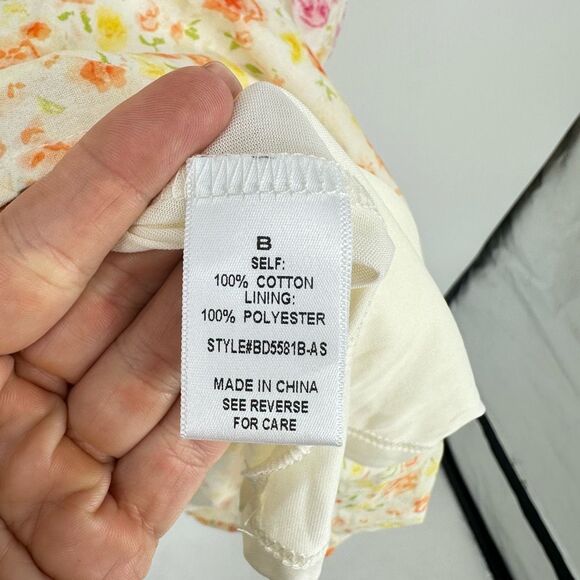 B
SELF:
100% COTTON
LINING:
100% POLYESTER
STYLE#BD5581B-AS
MADE IN CHINA
SEE REVERSE
FOR CARE